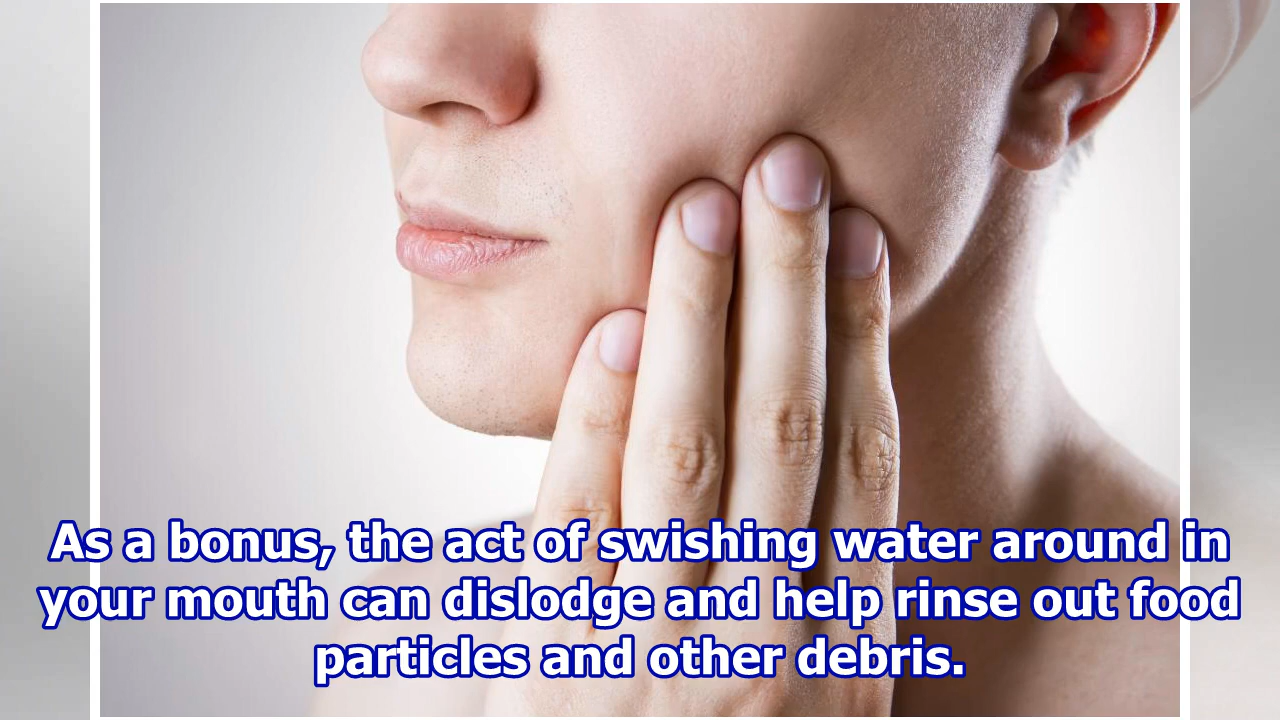 As a bonus, the act of swishing water around in
your mouth can dislodge and help rinse out food
particles and other debris.